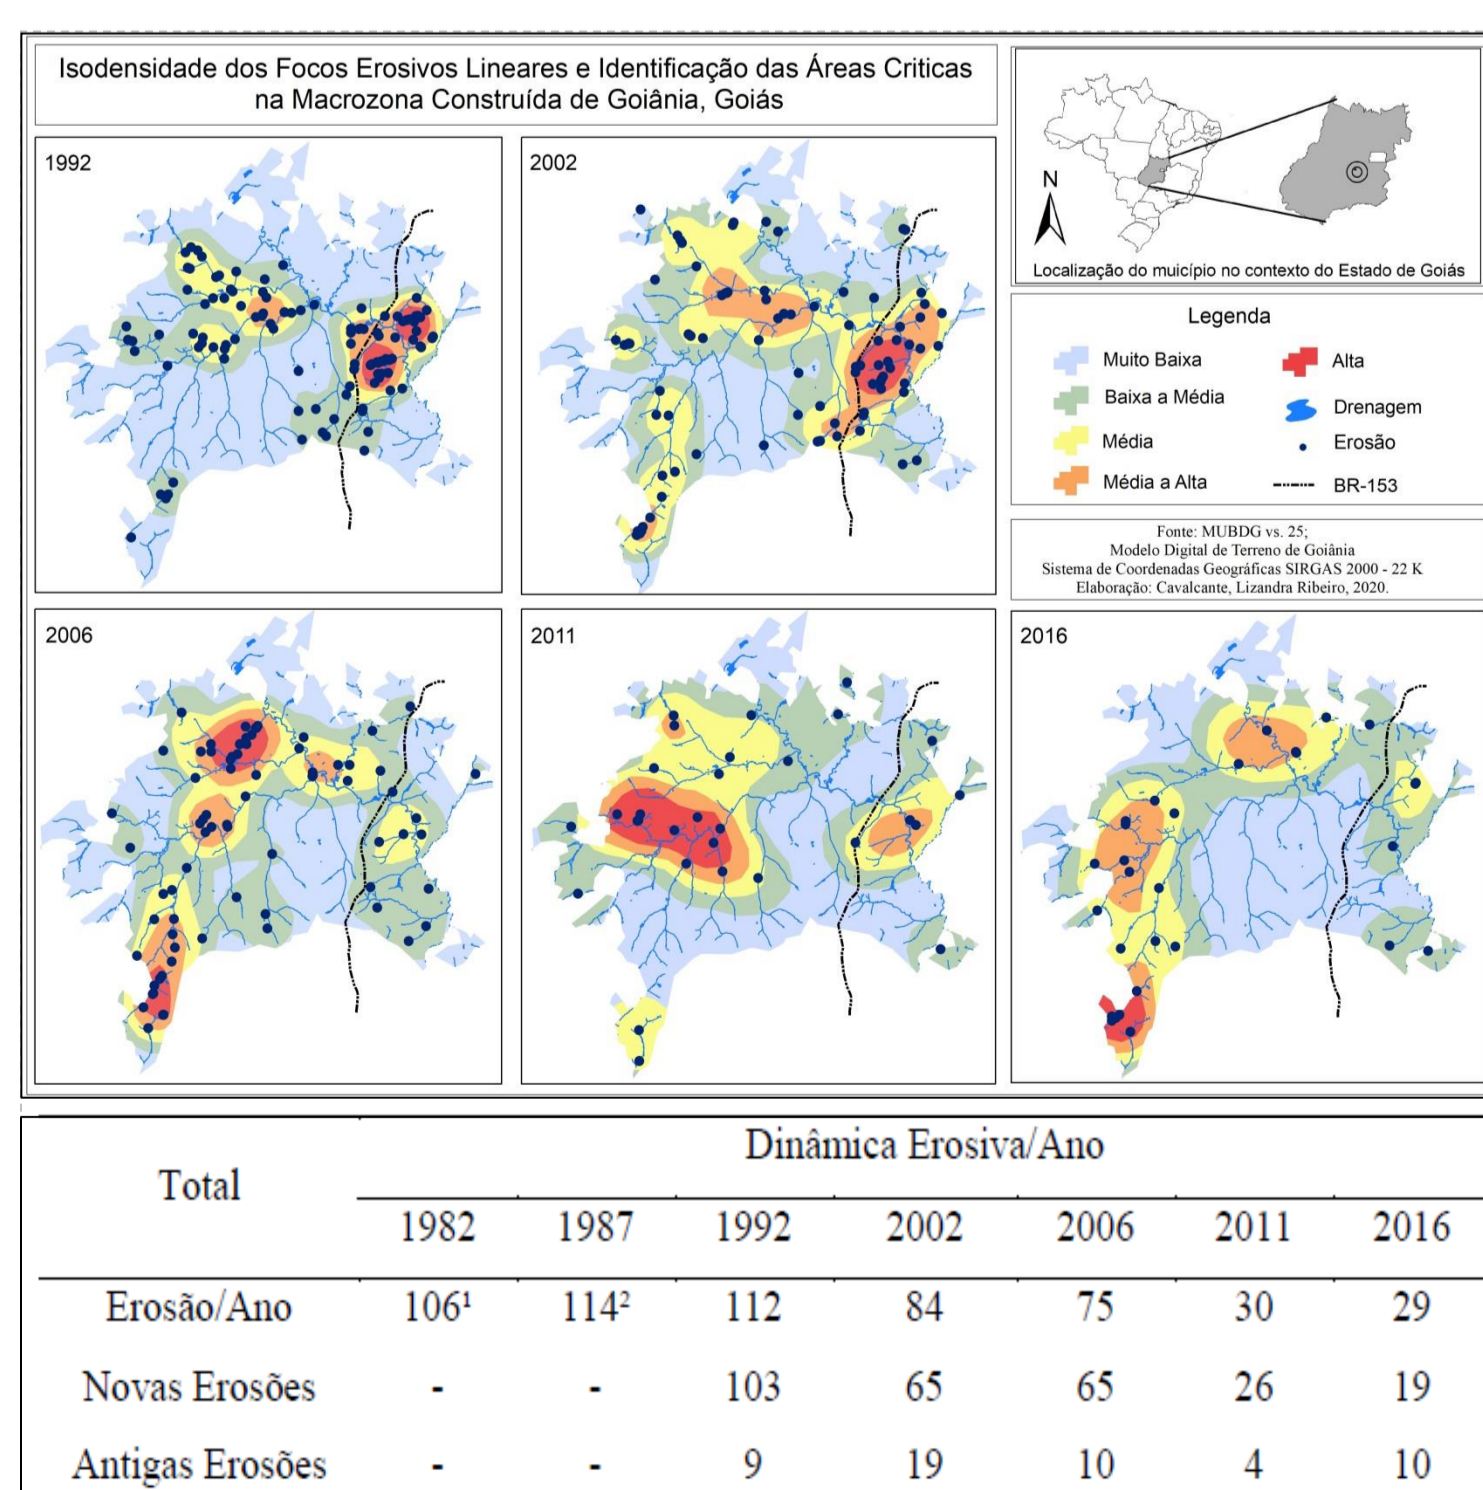 Isodensidade dos Focos Erosivos Lineares e Identificação das Áreas Criticas
na Macrozona Construída de Goiânia, Goiás
1992
2002
N
Localização do muicípio no contexto do Estado de Goiás
Legenda
Muito Baixa
Baixa a Média
Média
Média a Alta
Alta
Drenagem
Erosão
BR-153
Fonte: MUBDG vs. 25;
Modelo Digital de Terreno de Goiânia
Sistema de Coordenadas Geográficas SIRGAS 2000 - 22 K
Elaboração: Cavalcante, Lizandra Ribeiro, 2020.
2006
2011
2016
Total Dinâmica Erosiva/Ano
1982 1987 1992 2002 2006 2011 2016
Erosão/Ano 106¹ 114² 112 84 75 30 29
Novas Erosões - - 103 65 65 26 19
Antigas Erosões - - 9 19 10 4 10